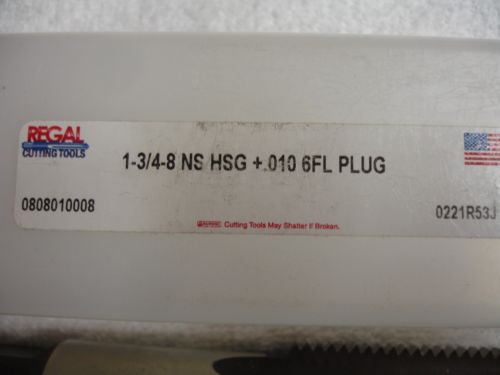 REGAL
CUTTING TOOLS
1-3/4-8 NS HSG +.010 6FL PLUG
0808010008
0221R53J
WARNING Cutting Tools May Shatter If Broken.